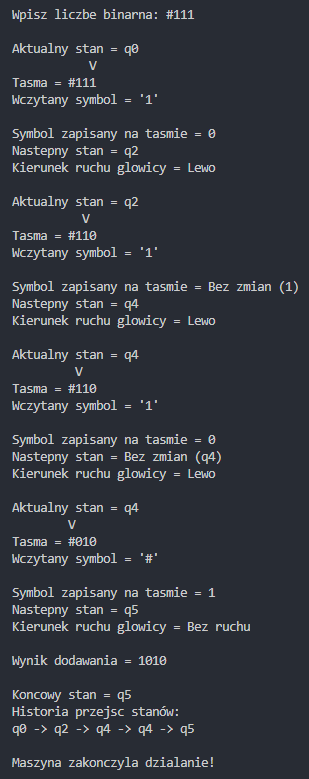 Wpisz liczbe binarna: #111
Aktualny stan = q0
V
Tasma = #111
Wczytany symbol = '1'
Symbol zapisany na tasmie = 0
Nastepny stan = q2
Kierunek ruchu glowicy = Lewo
Aktualny stan = q2
V
Tasma = #110
Wczytany symbol = '1'
Symbol zapisany na tasmie = Bez zmian (1)
Nastepny stan = q4
Kierunek ruchu glowicy = Lewo
Aktualny stan = q4
V
Tasma = #110
Wczytany symbol = '1'
Symbol zapisany na tasmie = 0
Nastepny stan = Bez zmian (q4)
Kierunek ruchu glowicy = Lewo
Aktualny stan = q4
V
Tasma = #010
Wczytany symbol = '#'
Symbol zapisany na tasmie = 1
Nastepny stan = q5
Kierunek ruchu glowicy = Bez ruchu
Wynik dodawania = 1010
Koncowy stan = q5
Historia przejsc stanów:
q0 -> q2 -> q4 -> q4 -> q5
Maszyna zakonczyla dzialanie!